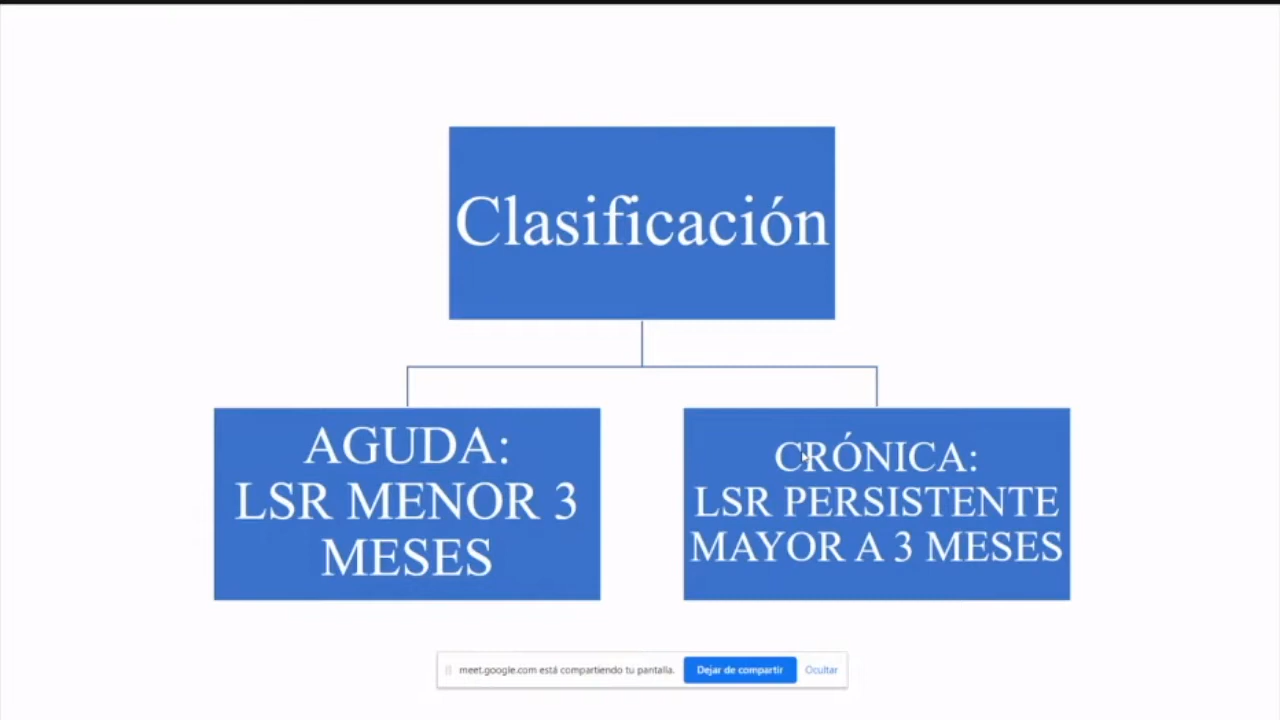 Clasificación
AGUDA:
LSR MENOR 3
MESES
CRÓNICA:
LSR PERSISTENTE
MAYOR A 3 MESES
meet.google.com está compartiendo tu pantalla. Dejar de compartir Ocultar